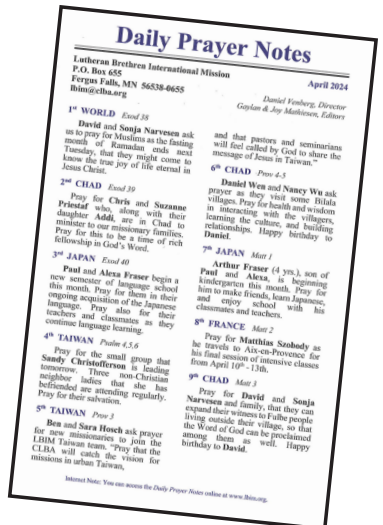 Daily Prayer Notes
Lutheran Brethren International Mission
P.O. Box 655
Fergus Falls, MN 56538-0655
lbim@clba.org
April 2024
Daniel Venberg, Director
Gaylan & Joy Mathiesen, Editors
1st WORLD Exod 38
David and Sonja Narvesen ask
us to pray for Muslims as the fasting
month of Ramadan ends next
Tuesday, that they might come to
know the true joy of life eternal in
Jesus Christ.
2nd CHAD Exod 39
Pray for Chris and Suzanne
Priestaf who, along with their
daughter Addi, are in Chad to
minister to our missionary families.
Pray for this to be a time of rich
fellowship in God's Word.
3rd JAPAN Exod 40
Paul and Alexa Fraser begin a
new semester of language school
this month. Pray for them in their
ongoing acquisition of the Japanese
language. Pray also for their
teachers and classmates as they
continue language learning.
4th TAIWAN Psalm 4,5,6
Pray for the small group that
Sandy Christofferson is leading
tomorrow. Three non-Christian
neighbor ladies that she has
befriended are attending regularly.
Pray for their salvation.
5th TAIWAN Prov 3
Ben and Sara Hosch ask prayer
for new missionaries to join the
LBIM Taiwan team. "Pray that the
CLBA will catch the vision for
missions in urban Taiwan,
and that pastors and seminarians
will feel called by God to share the
message of Jesus in Taiwan."
6th CHAD Prov 4-5
Daniel Wen and Nancy Wu ask
prayer as they visit some Bilala
villages. Pray for health and wisdom
in interacting with the villagers,
learning the culture, and building
relationships. Happy birthday to
Daniel.
7th JAPAN Matt 1
Arthur Fraser (4 yrs.), son of
Paul and Alexa, is beginning
kindergarten this month. Pray for
him to make friends, learn Japanese,
and enjoy school with his
classmates and teachers.
8th FRANCE Matt 2
Pray for Matthias Szobody as
he travels to Aix-en-Provence for
his final session of intensive classes
from April 10th - 13th.
9th CHAD Matt 3
Pray for David and Sonja
Narvesen and family, that they can
expand their witness to Fulbe people
living outside their village, so that
the Word of God can be proclaimed
among them as well. Happy
birthday to David.
Internet Note: You can access the Daily Prayer Notes online at www.lbim.org.